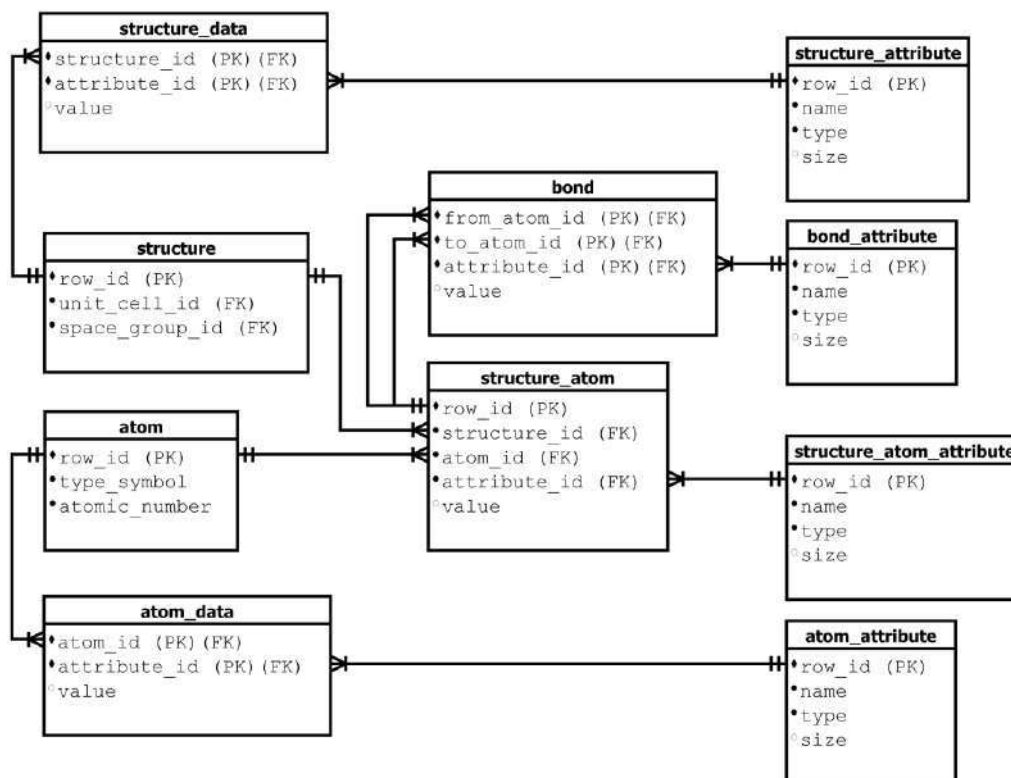 structure_data
structure_id (PK)(FK)
attribute_id (PK)(FK)
value
structure_attribute
row_id (PK)
name
type
size
bond
from_atom_id (PK)(FK)
to_atom_id (PK)(FK)
attribute_id (PK)(FK)
value
bond_attribute
row_id (PK)
name
type
size
structure
row_id (PK)
unit_cell_id (FK)
space_group_id (FK)
structure_atom
row_id (PK)
structure_id (FK)
atom_id (FK)
attribute_id (FK)
value
atom
row_id (PK)
type_symbol
atomic_number
structure_atom_attribute
row_id (PK)
name
type
size
atom_data
atom_id (PK)(FK)
attribute_id (PK)(FK)
value
atom_attribute
row_id (PK)
name
type
size